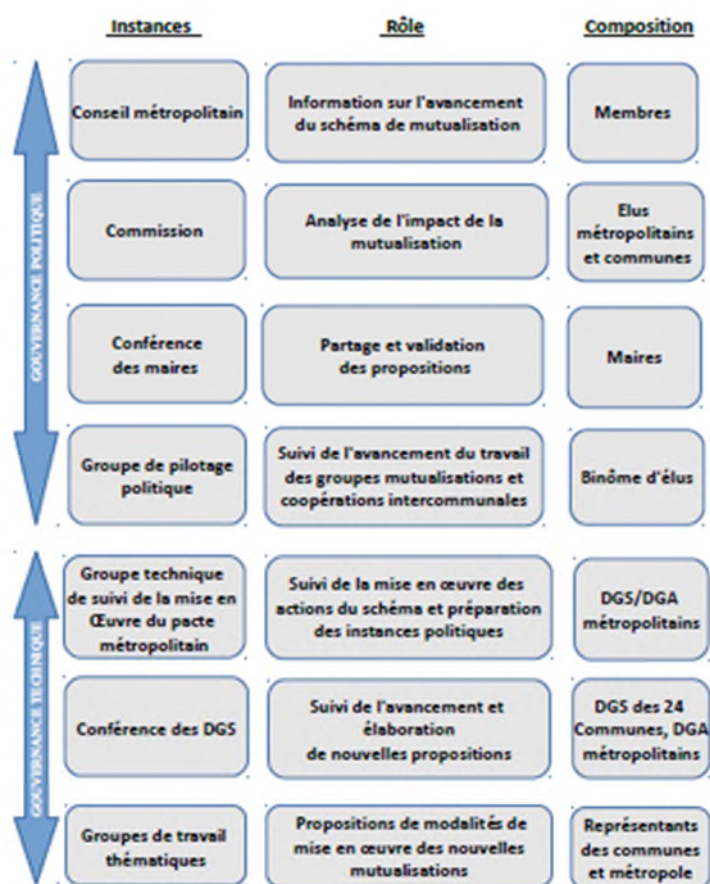 Instances
Rôle
Composition
GOUVERNANCE POLITIQUE
Conseil métropolitain
Information sur l'avancement
du schéma de mutualisation
Membres
Commission
Analyse de l'impact de la
mutualisation
Elus
métropolitains
et communes
Conférence
des maires
Partage et validation
des propositions
Maires
Groupe de pilotage
politique
Suivi de l'avancement du travail
des groupes mutualisations et
coopérations intercommunales
Binôme d'élus
GOUVERNANCE TECHNIQUE
Groupe technique
de suivi de la mise en
Œuvre du pacte
métropolitain
Suivi de la mise en œuvre des
actions du schéma et préparation
des instances politiques
DGS/DGA
métropolitains
Conférence des DGS
Suivi de l'avancement et
élaboration
de nouvelles propositions
DGS des 24
Communes, DGA
métropolitains
Groupes de travail
thématiques
Propositions de modalités de
mise en œuvre des nouvelles
mutualisations
Représentants
des communes
et métropole